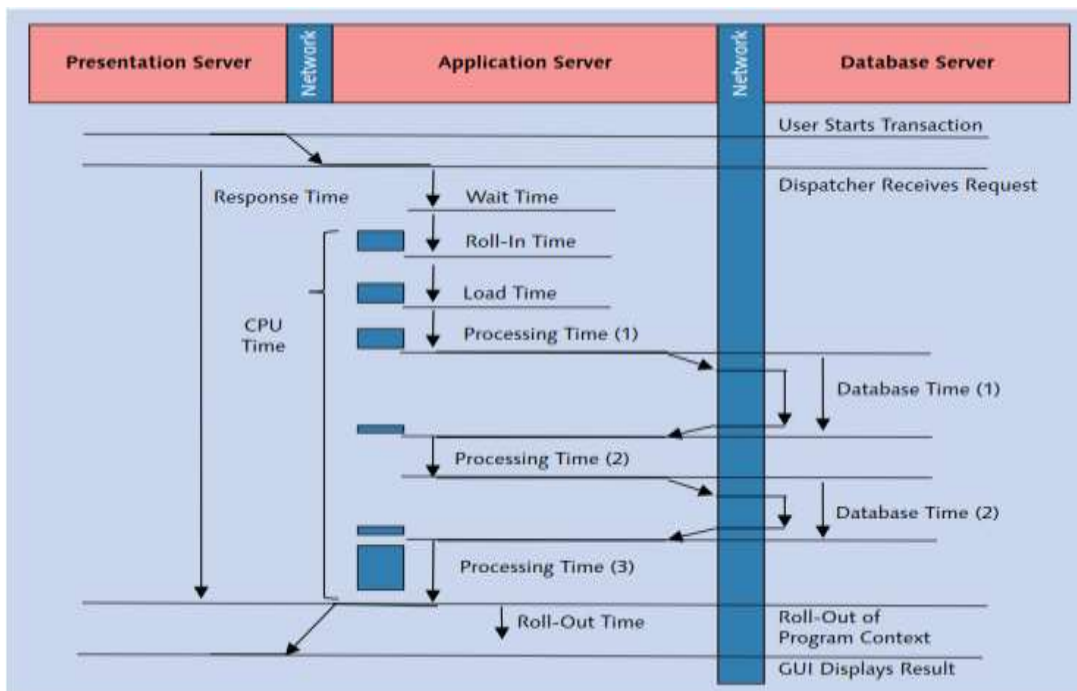 Presentation Server
Network
Application Server
Network
Database Server
User Starts Transaction
Dispatcher Receives Request
Response Time
Wait Time
Roll-In Time
Load Time
CPU
Time
Processing Time (1)
Database Time (1)
Processing Time (2)
Database Time (2)
Processing Time (3)
Roll-Out Time
Roll-Out of
Program Context
GUI Displays Result